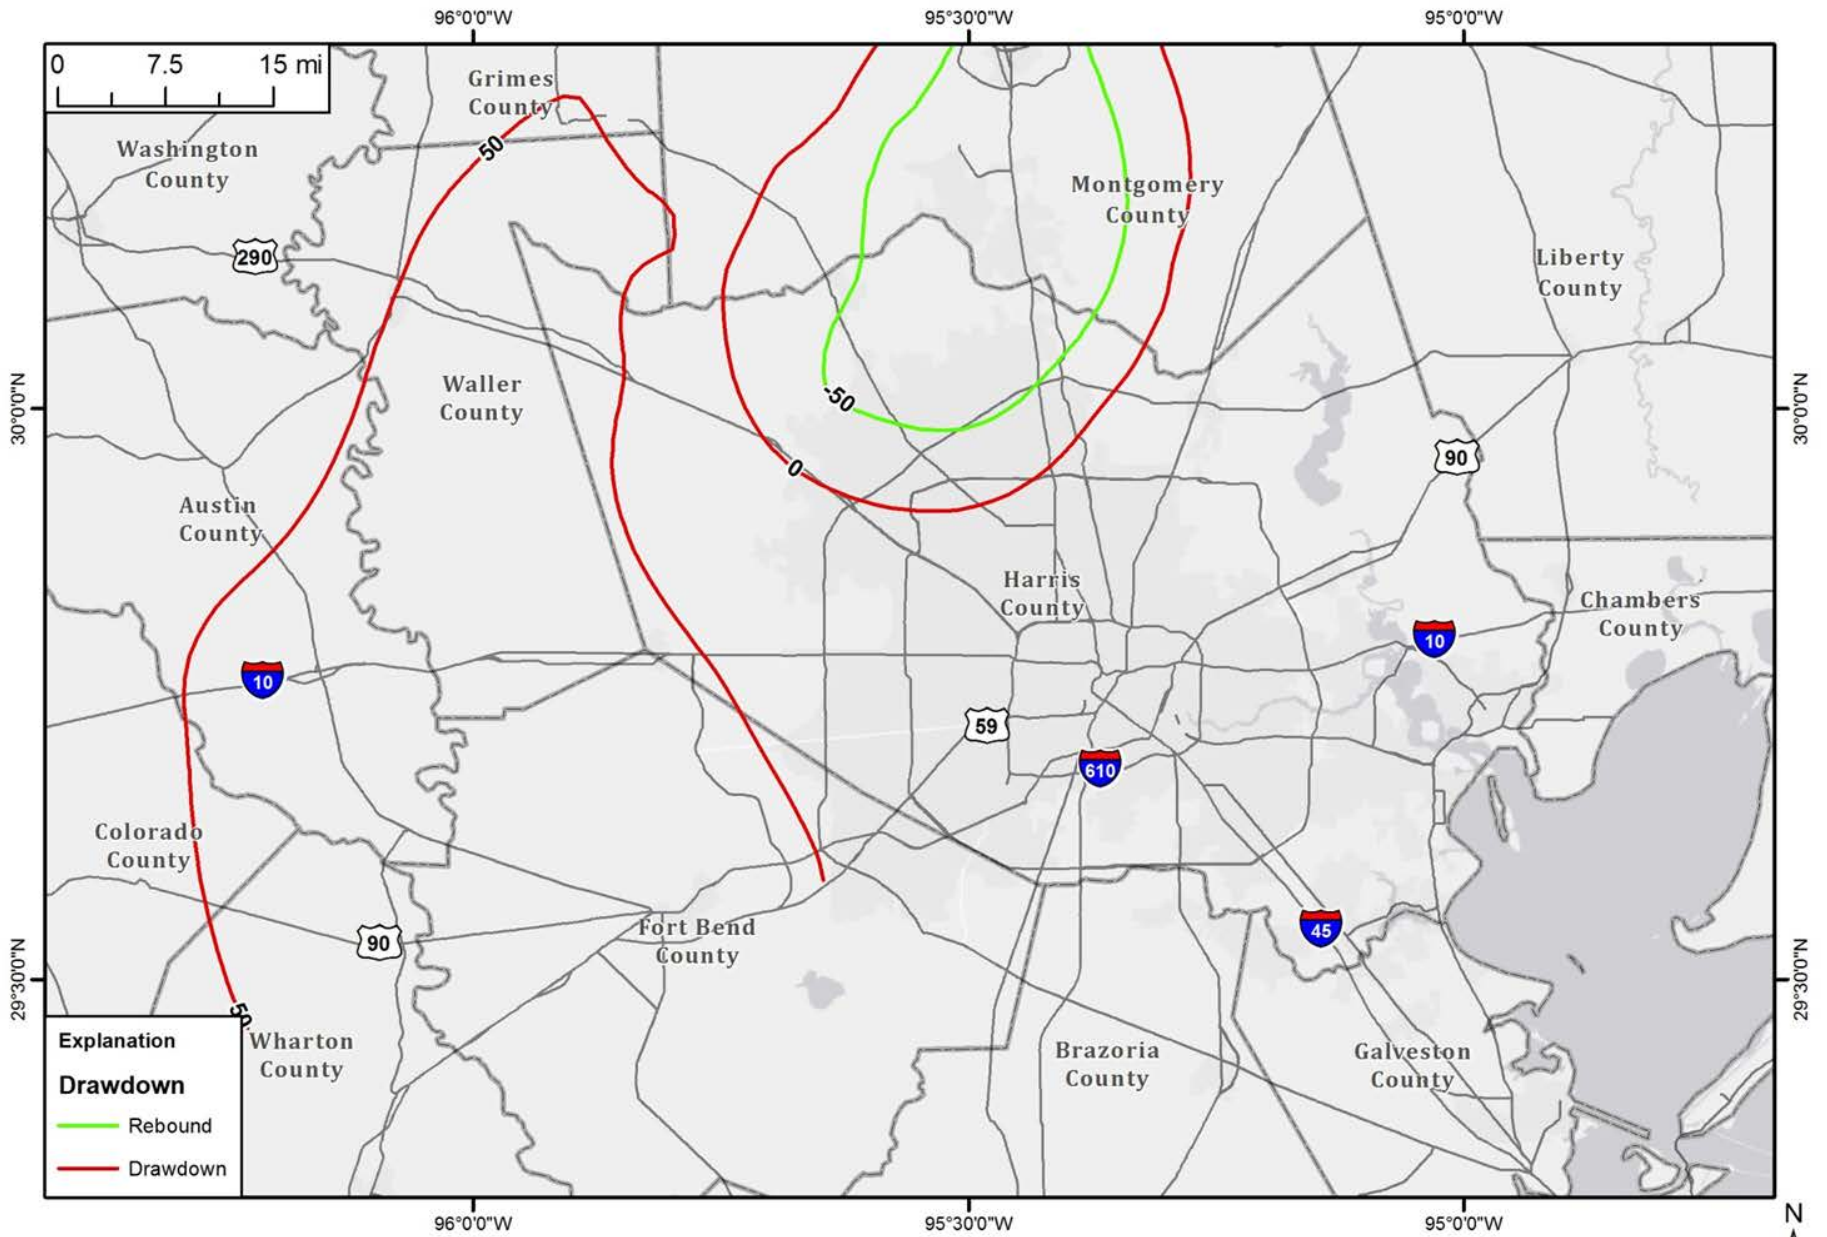 96°0'0"W
95°30'0"W
95°0'0"W
0
7.5
15 mi
Grimes
County
50
Washington
County
Montgomery
County
290
Liberty
County
30°0'0"N
30°0'0"N
Waller
County
-50
0
90
Austin
County
Harris
County
Chambers
County
10
10
59
610
Colorado
County
Fort Bend
County
90
45
29°30'0"N
29°30'0"N
50
Wharton
County
Brazoria
County
Galveston
County
Explanation
Drawdown
Rebound
Drawdown
96°0'0"W
95°30'0"W
95°0'0"W
N